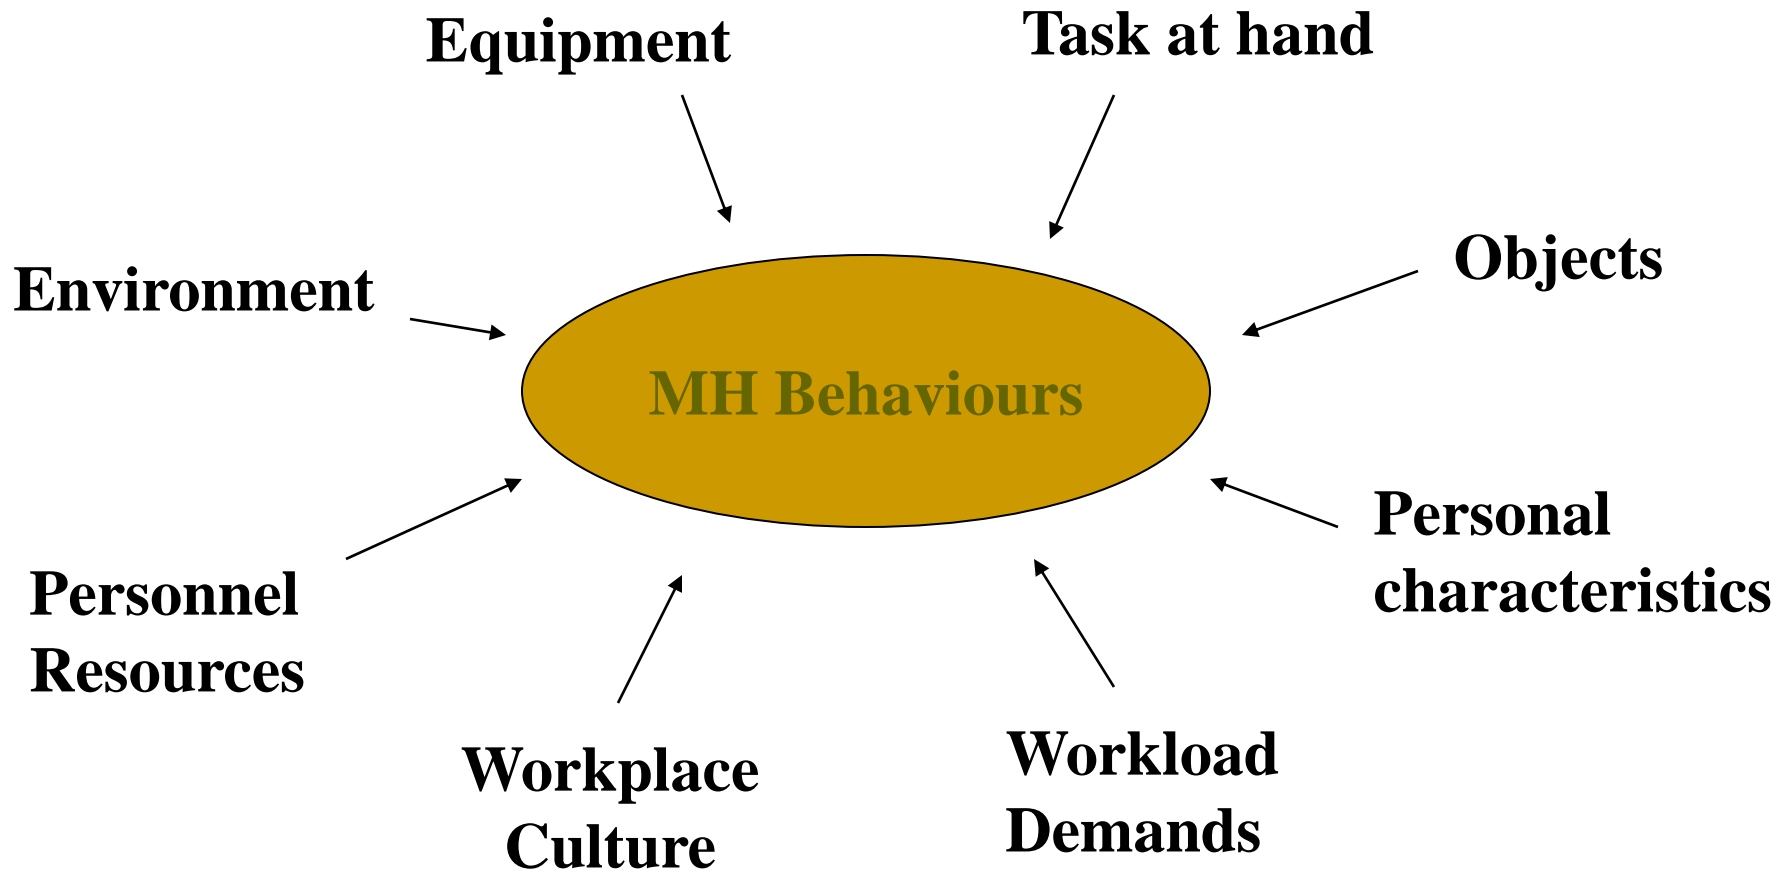 Equipment
Task at hand
Environment
Objects
MH Behaviours
Personal
characteristics
Personnel
Resources
Workplace
Culture
Workload
Demands